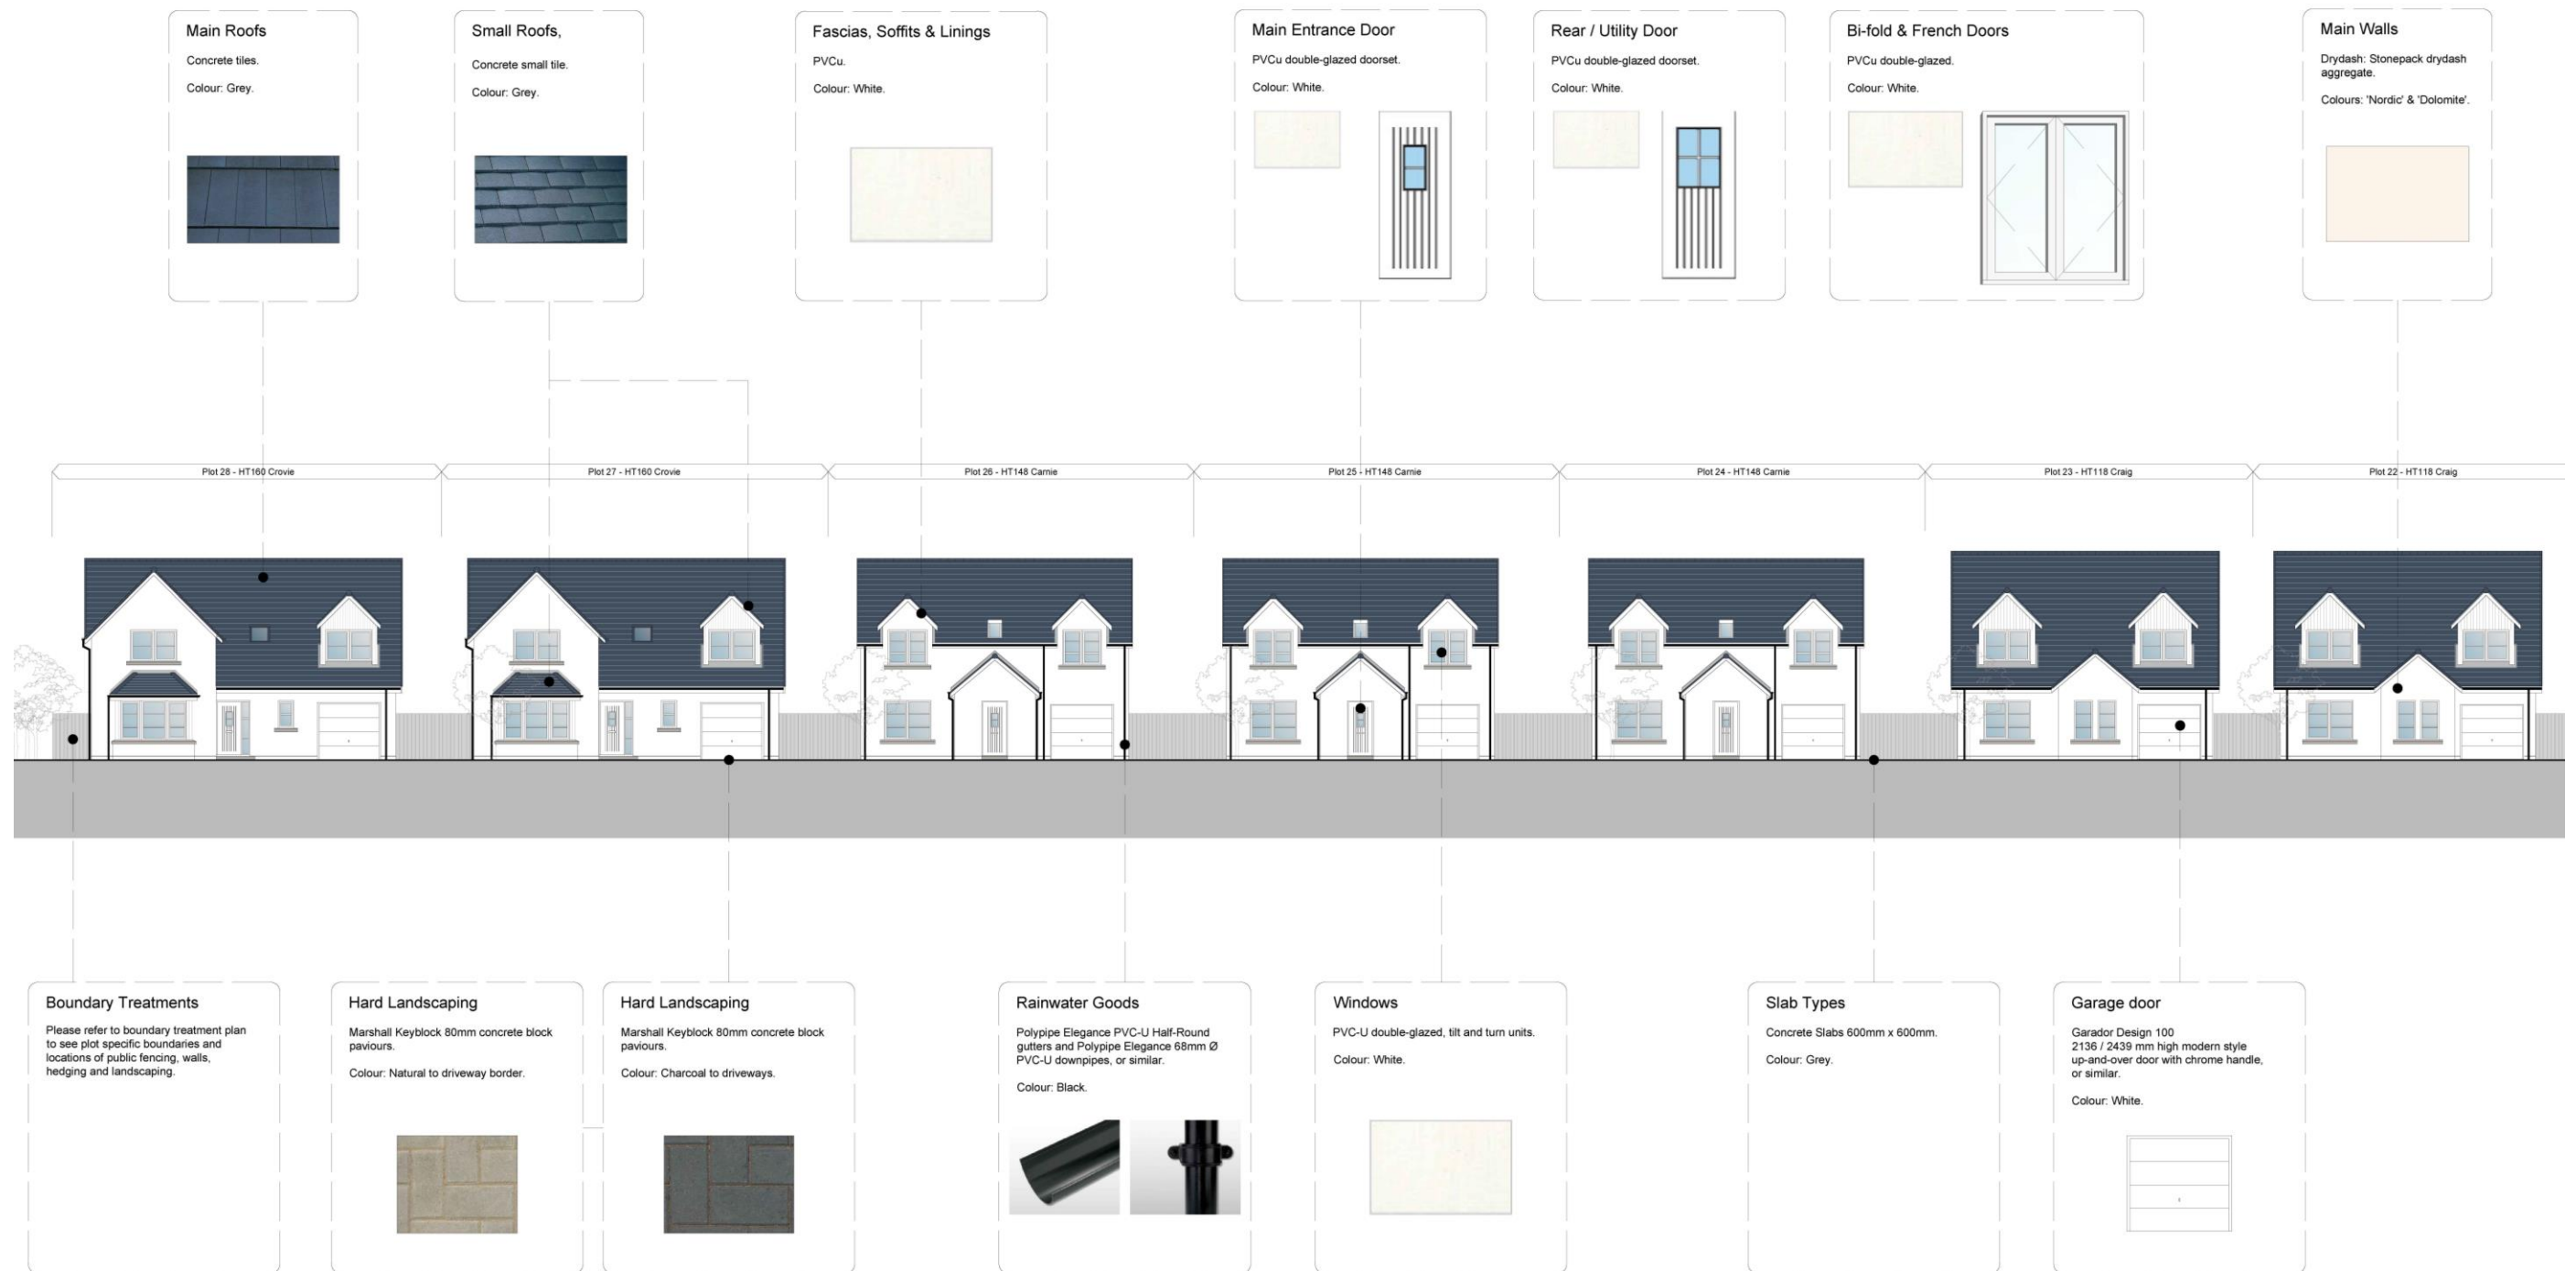 Main Roofs
Concrete tiles.
Colour: Grey.
Small Roofs,
Concrete small tile.
Colour: Grey.
Fascias, Soffits & Linings
PVCu.
Colour: White.
Main Entrance Door
PVCu double-glazed doorset.
Colour: White.
Rear / Utility Door
PVCu double-glazed doorset.
Colour: White.
Bi-fold & French Doors
PVCu double-glazed.
Colour: White.
Main Walls
Drydash: Stonepack drydash
aggregate.
Colours: 'Nordic' & 'Dolomite'.
Plot 28 - HT160 Crovie
Plot 27 - HT160 Crovie
Plot 26 - HT148 Carnie
Plot 25 - HT148 Carnie
Plot 24 - HT148 Carnie
Plot 23 - HT118 Craig
Plot 22 - HT118 Craig
Boundary Treatments
Please refer to boundary treatment plan
to see plot specific boundaries and
locations of public fencing, walls,
hedging and landscaping.
Hard Landscaping
Marshall Keyblock 80mm concrete block
paviours.
Colour: Natural to driveway border.
Hard Landscaping
Marshall Keyblock 80mm concrete block
paviours.
Colour: Charcoal to driveways.
Rainwater Goods
Polypipe Elegance PVC-U Half-Round
gutters and Polypipe Elegance 68mm Ø
PVC-U downpipes, or similar.
Colour: Black.
Windows
PVC-U double-glazed, tilt and turn units.
Colour: White.
Slab Types
Concrete Slabs 600mm x 600mm.
Colour: Grey.
Garage door
Garador Design 100
2136 / 2439 mm high modern style
up-and-over door with chrome handle,
or similar.
Colour: White.